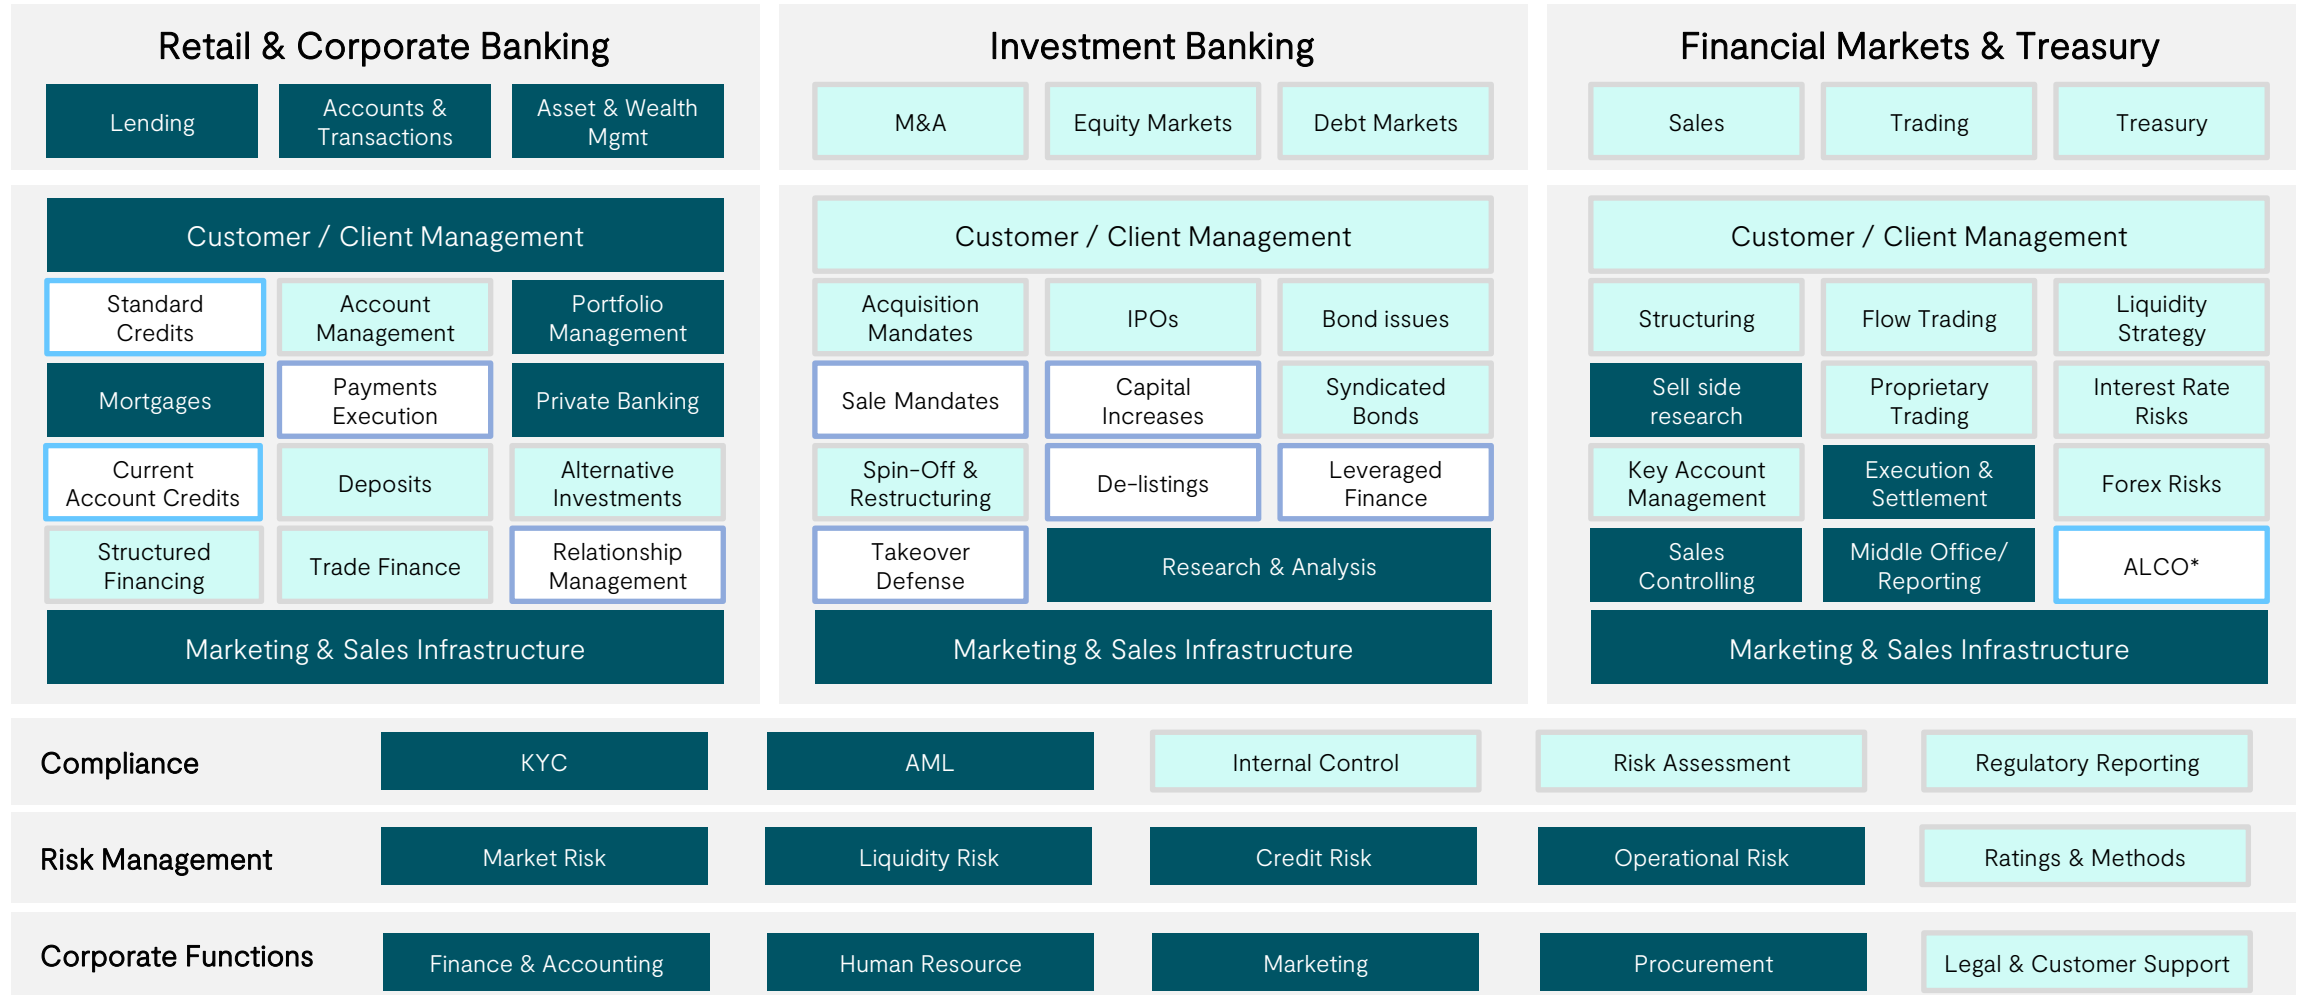 Retail & Corporate Banking
Lending
Accounts &
Transactions
Asset & Wealth
Mgmt
Customer / Client Management
Standard
Credits
Account
Management
Portfolio
Management
Mortgages
Payments
Execution
Private Banking
Current
Account Credits
Deposits
Alternative
Investments
Structured
Financing
Trade Finance
Relationship
Management
Marketing & Sales Infrastructure
Investment Banking
M&A
Equity Markets
Debt Markets
Customer / Client Management
Acquisition
Mandates
IPOs
Bond issues
Sale Mandates
Capital
Increases
Syndicated
Bonds
Spin-Off &
Restructuring
De-listings
Leveraged
Finance
Takeover
Defense
Research & Analysis
Marketing & Sales Infrastructure
Financial Markets & Treasury
Sales
Trading
Treasury
Customer / Client Management
Structuring
Flow Trading
Liquidity
Strategy
Sell side
research
Proprietary
Trading
Interest Rate
Risks
Key Account
Management
Execution &
Settlement
Forex Risks
Sales
Controlling
Middle Office/
Reporting
ALCO*
Marketing & Sales Infrastructure
Compliance
KYC
AML
Internal Control
Risk Assessment
Regulatory Reporting
Risk Management
Market Risk
Liquidity Risk
Credit Risk
Operational Risk
Ratings & Methods
Corporate Functions
Finance & Accounting
Human Resource
Marketing
Procurement
Legal & Customer Support